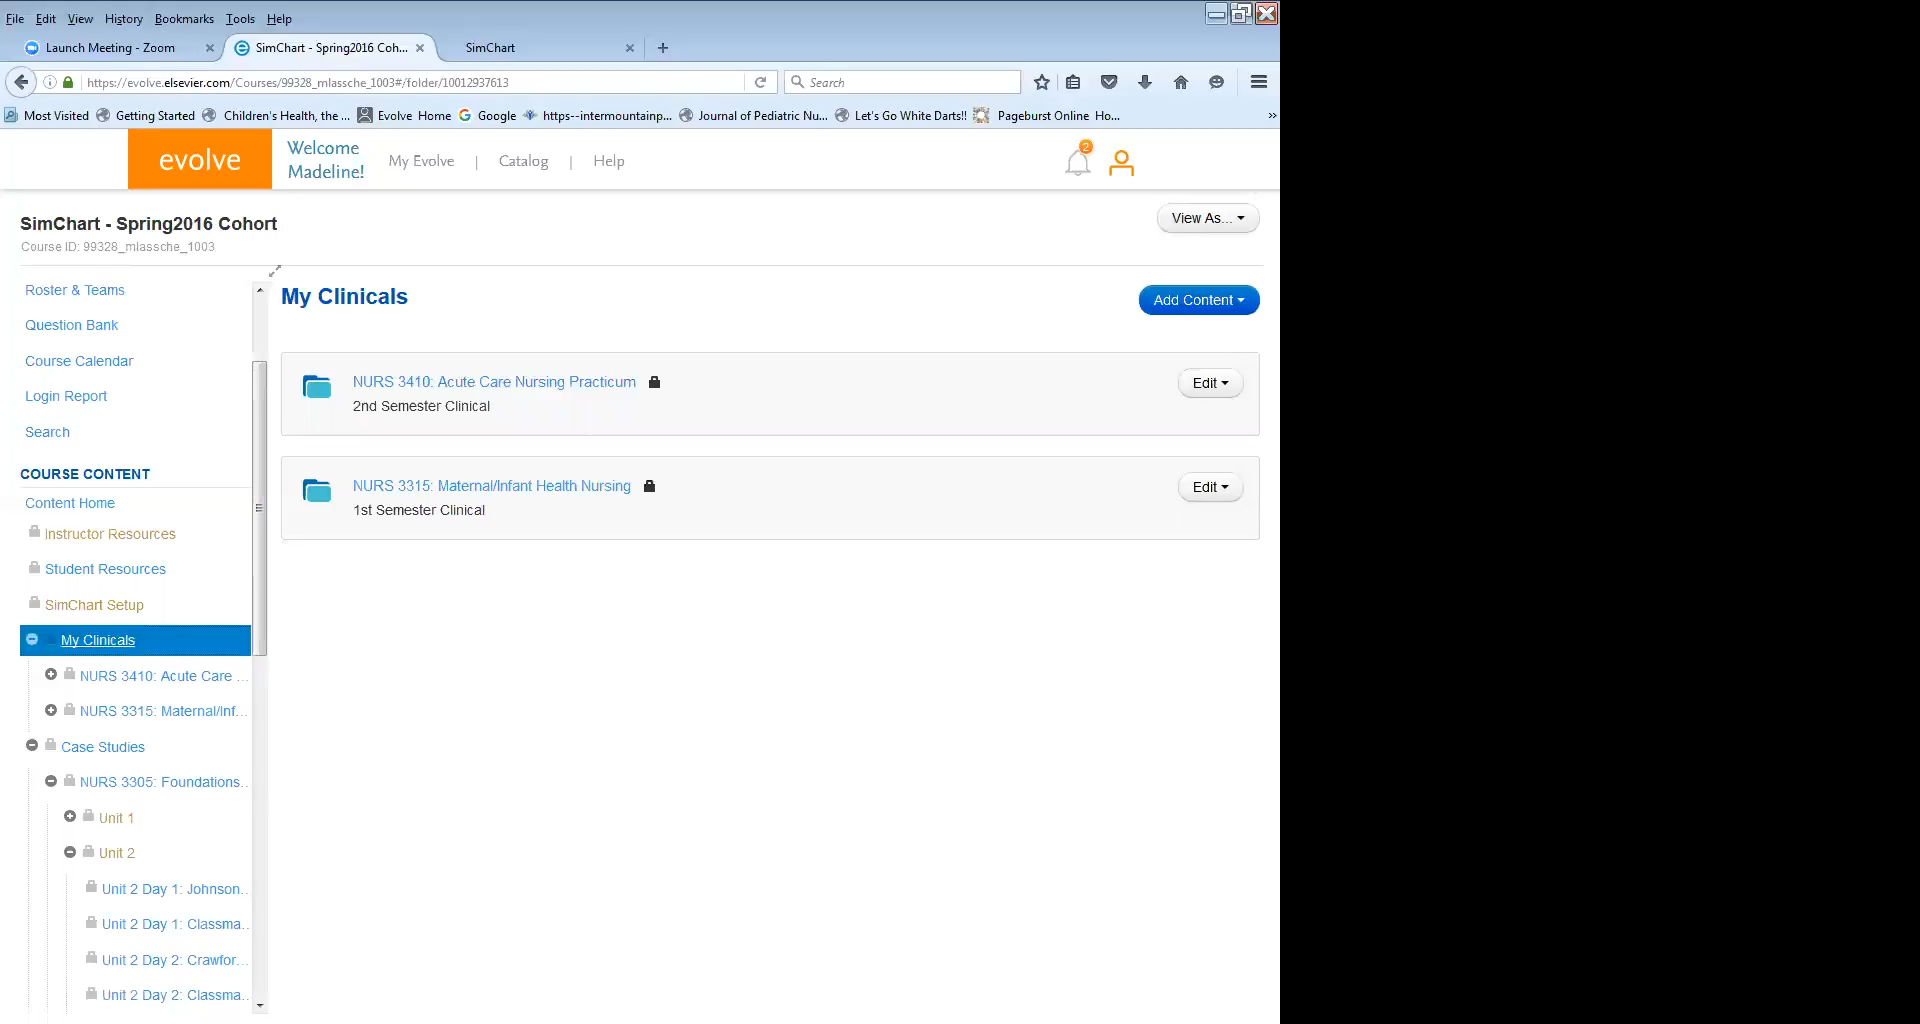 File Edit View History Bookmarks Tools Help
Launch Meeting - Zoom SimChart - Spring2016 Coh... SimChart
https://evolve.elsevier.com/Courses/99328_mlassche_1003#/folder/10012937613 Search
Most Visited Getting Started Children's Health, the ... Evolve Home Google https--intermountainp... Journal of Pediatric Nu... Let's Go White Darts!! Pageburst Online Ho... »
evolve
Welcome
Madeline!
My Evolve | Catalog | Help
2
SimChart - Spring2016 Cohort
View As...
Course ID: 99328_mlassche_1003
Roster & Teams
Question Bank
Course Calendar
Login Report
Search
COURSE CONTENT
Content Home
Instructor Resources
Student Resources
SimChart Setup
My Clinicals
NURS 3410: Acute Care ...
NURS 3315: Maternal/Inf...
Case Studies
NURS 3305: Foundations...
Unit 1
Unit 2
Unit 2 Day 1: Johnson...
Unit 2 Day 1: Classma...
Unit 2 Day 2: Crawfor...
Unit 2 Day 2: Classma...
My Clinicals
Add Content
NURS 3410: Acute Care Nursing Practicum
Edit
2nd Semester Clinical
NURS 3315: Maternal/Infant Health Nursing
Edit
1st Semester Clinical